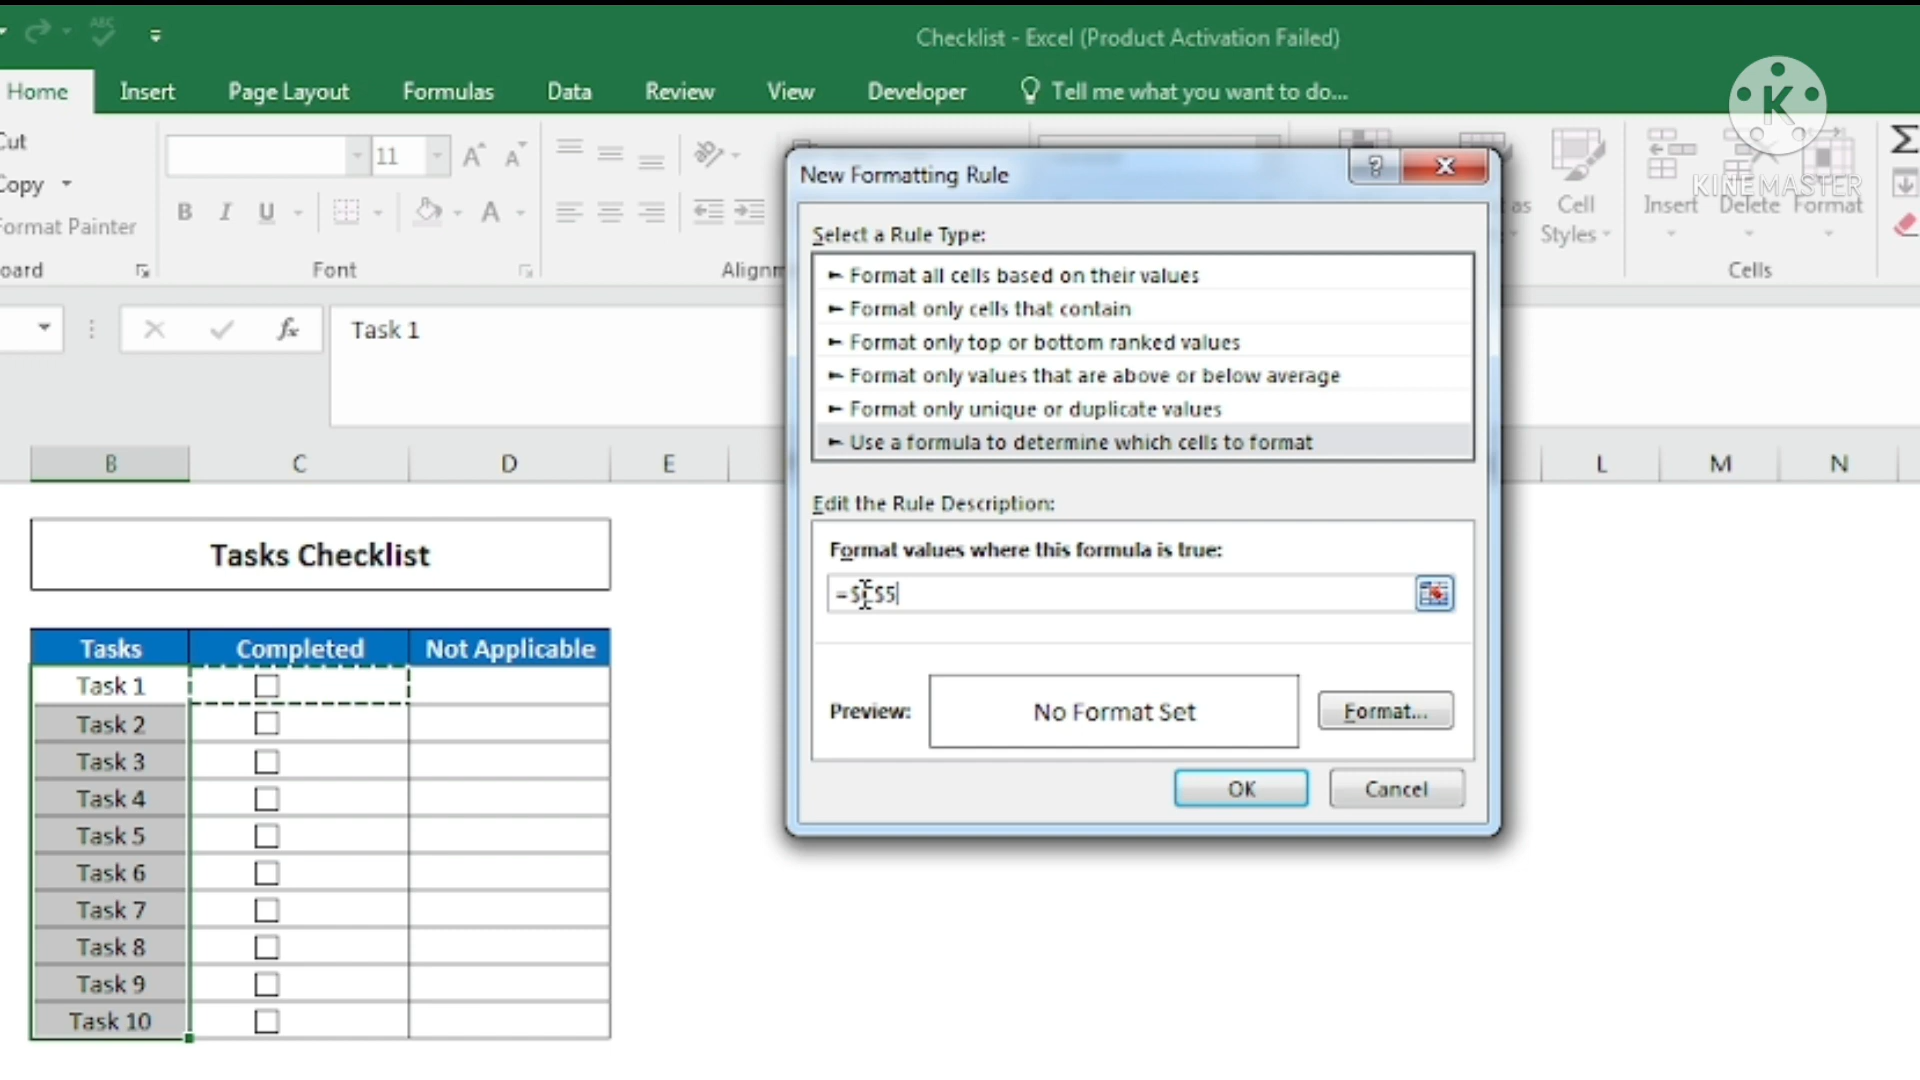 ABC
Checklist - Excel (Product Activation Failed)
Home Insert Page Layout Formulas Data Review View Developer Tell me what you want to do...
K
KINEMASTER
Cut
Copy
Format Painter
11
A A
B I U A
Font
Cell
Styles
Insert Delete Format
Cells
as
fx Task 1
B C D E L M N
Tasks Checklist
Tasks Completed Not Applicable
Task 1
Task 2
Task 3
Task 4
Task 5
Task 6
Task 7
Task 8
Task 9
Task 10
New Formatting Rule
Select a Rule Type:
► Format all cells based on their values
► Format only cells that contain
► Format only top or bottom ranked values
► Format only values that are above or below average
► Format only unique or duplicate values
► Use a formula to determine which cells to format
Edit the Rule Description:
Format values where this formula is true:
=$C$5
Preview: No Format Set Format...
OK Cancel